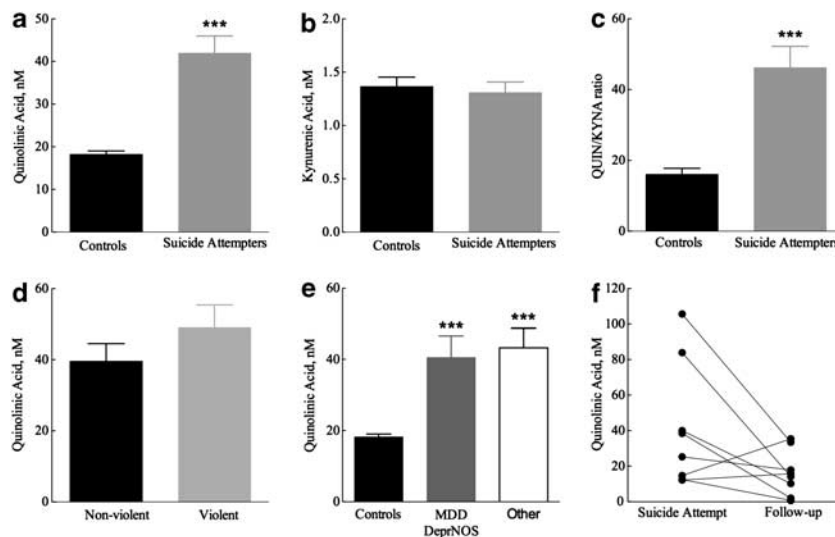 a
Quinolinic Acid, nM
50
40
30
20
10
0
***
Controls
Suicide Attempters
b
Kynurenic Acid, nM
2.0
1.5
1.0
0.5
0.0
Controls
Suicide Attempters
c
QUIN/KYNA ratio
60
40
20
0
***
Controls
Suicide Attempters
d
Quinolinic Acid, nM
60
40
20
0
Non-violent
Violent
e
Quinolinic Acid, nM
60
40
20
0
***
***
Controls
MDD
DeprNOS
Other
f
Quinolinic Acid, nM
120
100
80
60
40
20
0
Suicide Attempt
Follow-up